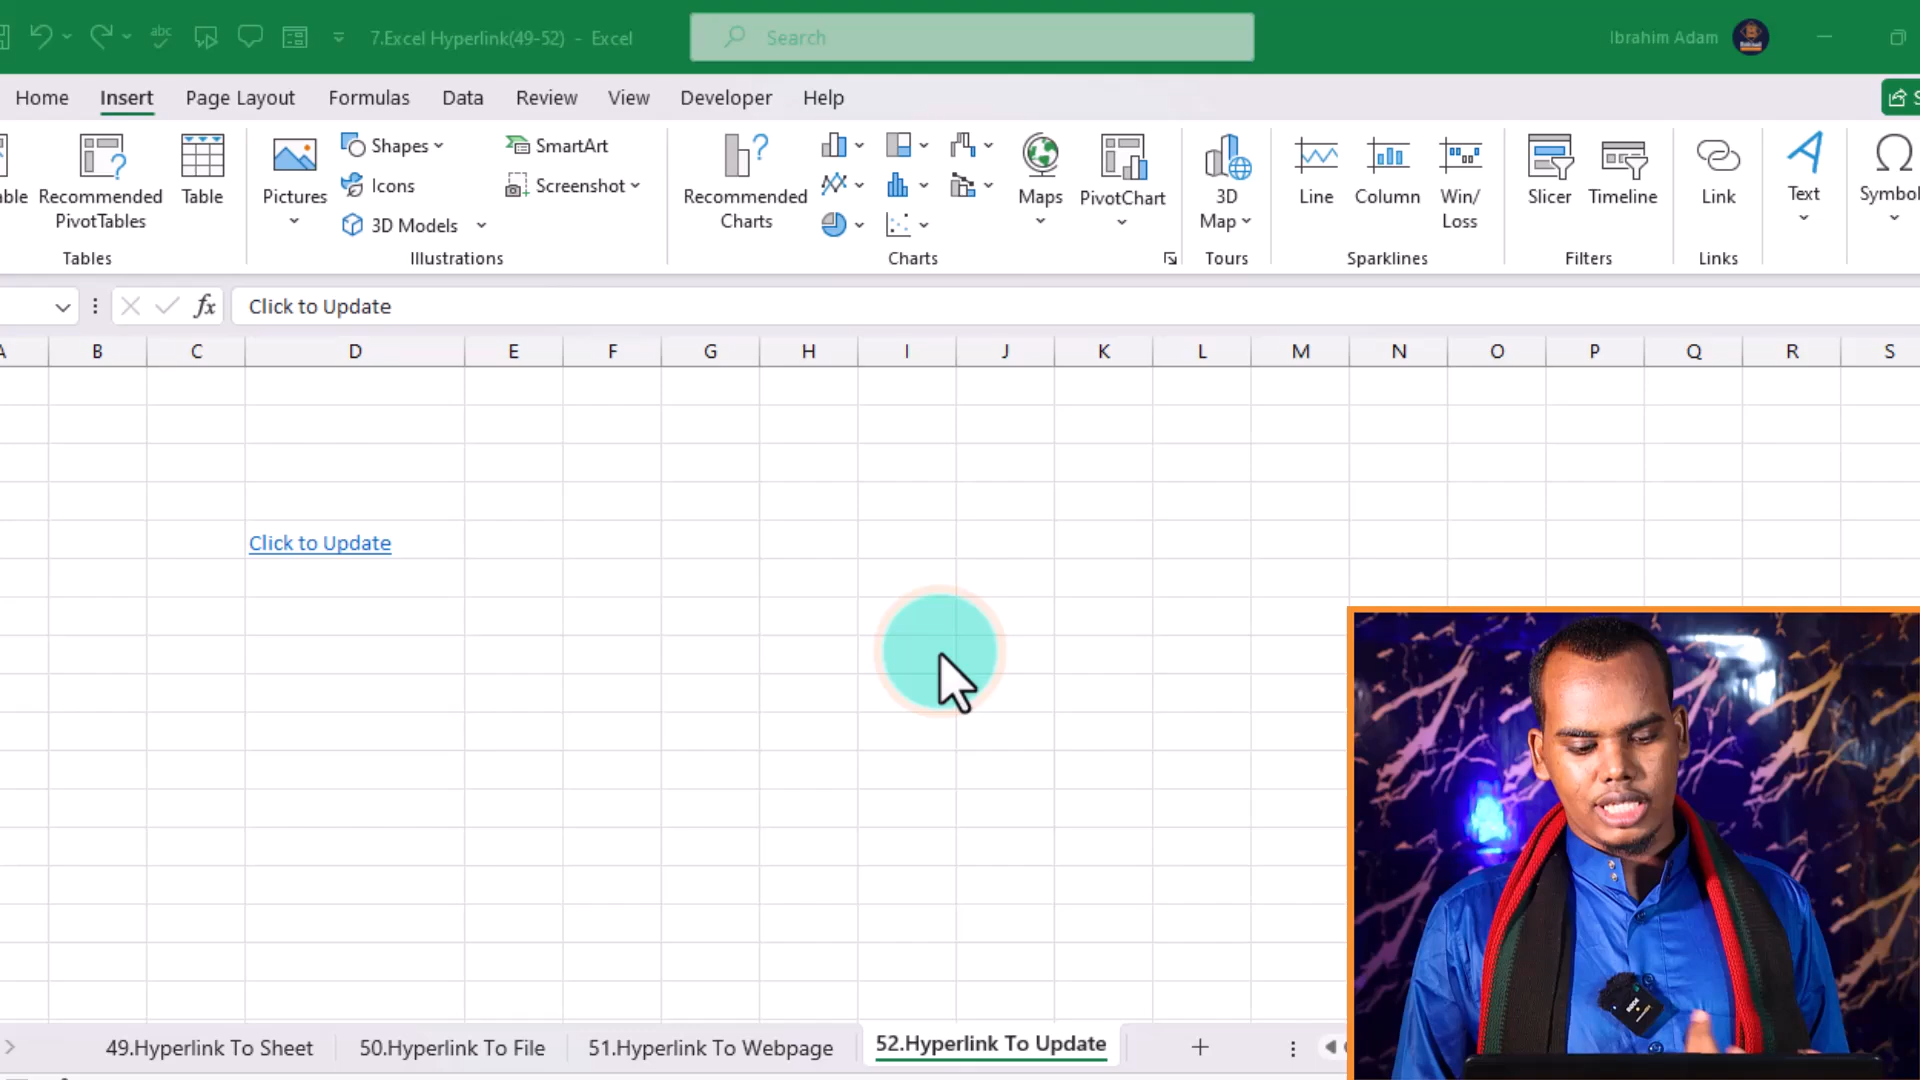 7.Excel Hyperlink(49-52) - Excel
Search
Ibrahim Adam
Home Insert Page Layout Formulas Data Review View Developer Help
Recommended PivotTables
Table
Tables
Pictures
Shapes
Icons
3D Models
SmartArt
Screenshot
Illustrations
Recommended Charts
Maps
PivotChart
Charts
3D Map
Tours
Line
Column
Win/ Loss
Sparklines
Slicer
Timeline
Filters
Link
Links
Text
Symbol
fx Click to Update
A B C D E F G H I J K L M N O P Q R S
Click to Update
49.Hyperlink To Sheet 50.Hyperlink To File 51.Hyperlink To Webpage 52.Hyperlink To Update